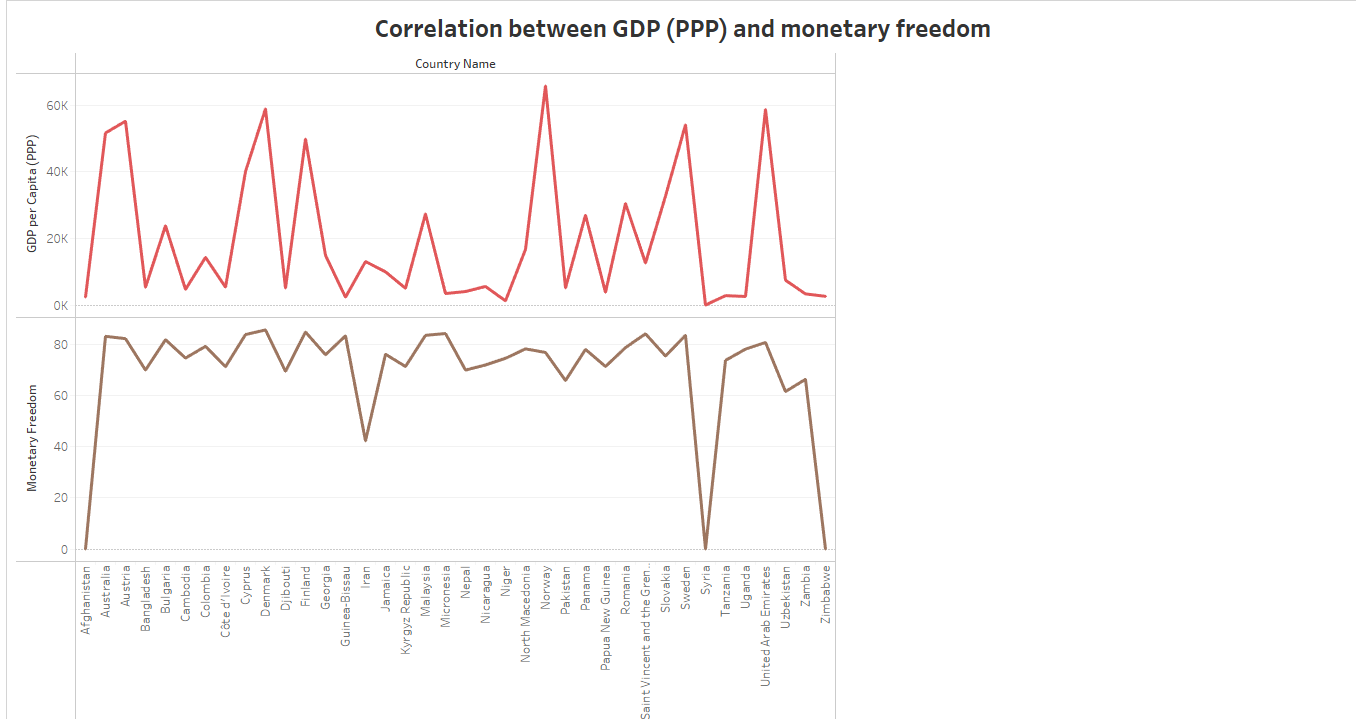 Correlation between GDP (PPP) and monetary freedom
Country Name
GDP per Capita (PPP)
60K
40K
20K
0K
Monetary Freedom
80
60
40
20
0
Afghanistan
Australia
Austria
Bangladesh
Bulgaria
Cambodia
Colombia
Côte d'Ivoire
Cyprus
Denmark
Djibouti
Finland
Georgia
Guinea-Bissau
Iran
Jamaica
Kyrgyz Republic
Malaysia
Micronesia
Nepal
Nicaragua
Niger
North Macedonia
Norway
Pakistan
Panama
Papua New Guinea
Romania
Saint Vincent and the Gren..
Slovakia
Sweden
Syria
Tanzania
Uganda
United Arab Emirates
Uzbekistan
Zambia
Zimbabwe